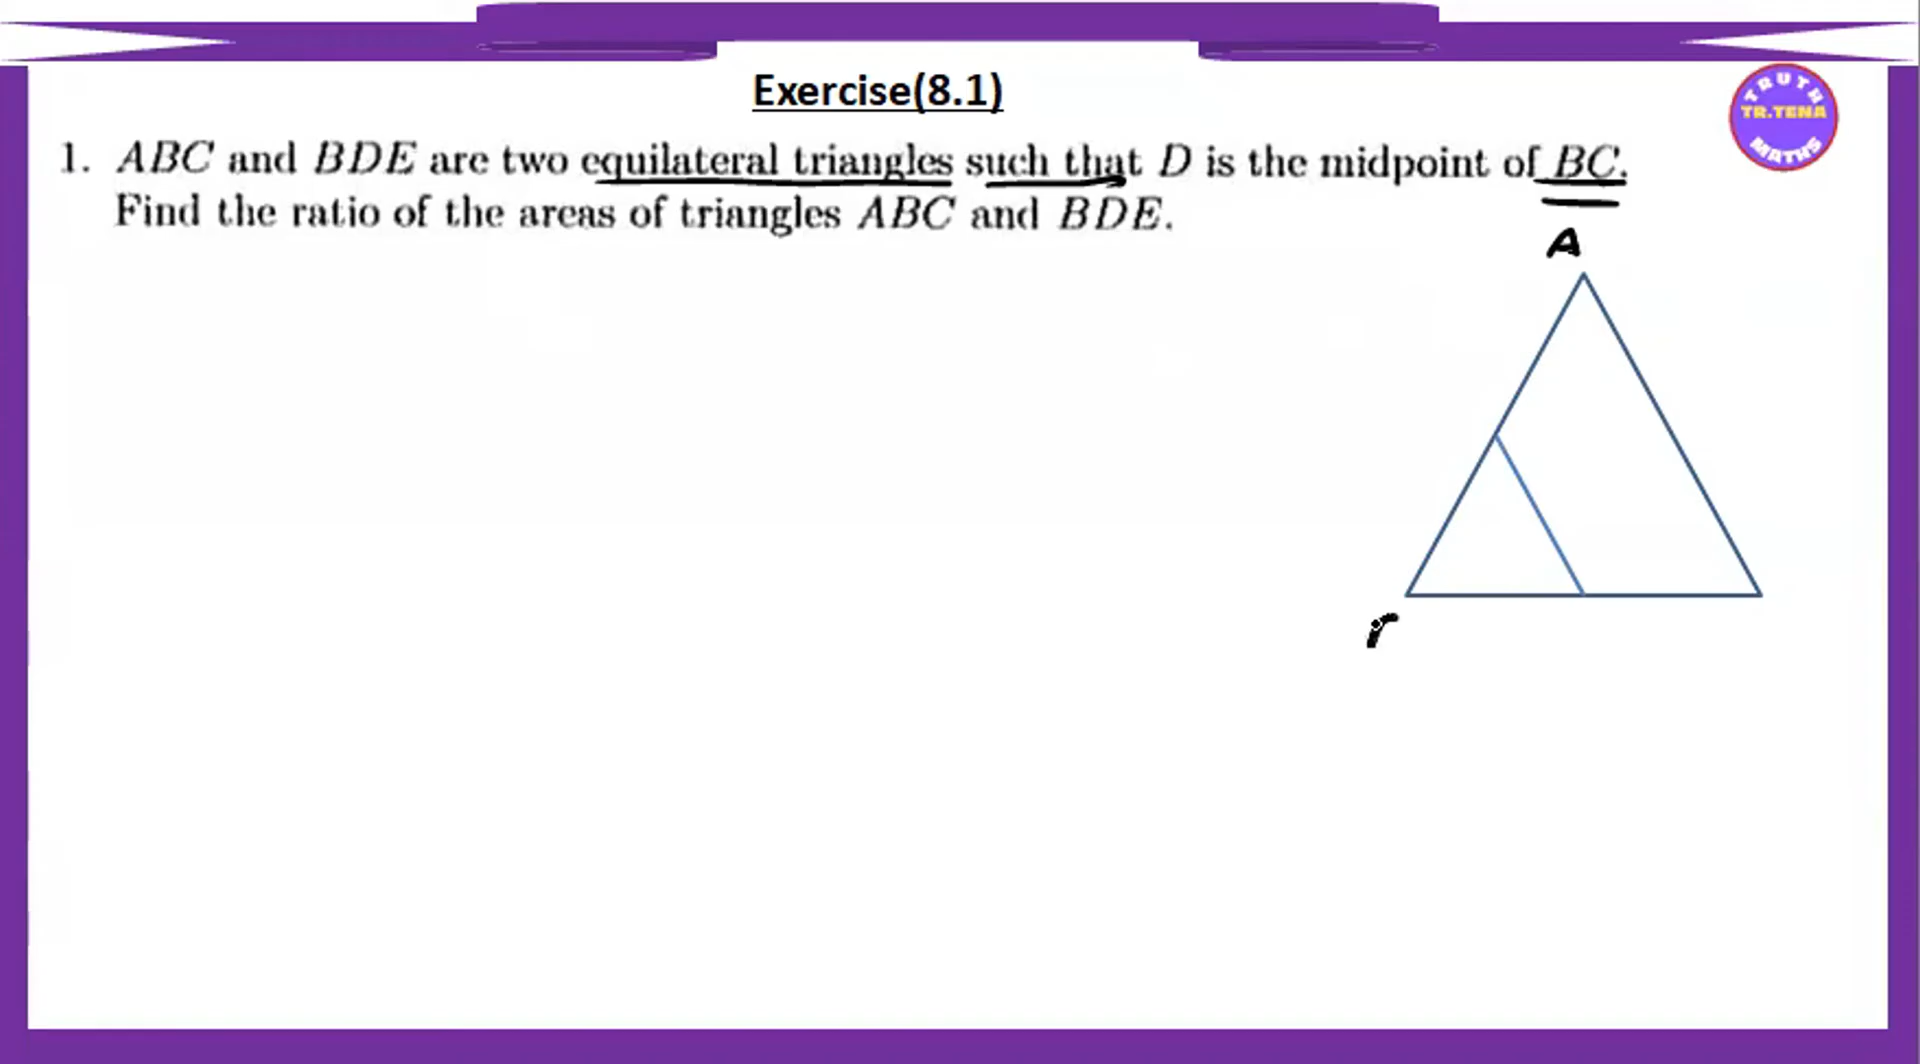 Exercise(8.1)
TRUTH
TR.TENA
MATHS
1. ABC and BDE are two equilateral triangles such that D is the midpoint of BC.
Find the ratio of the areas of triangles ABC and BDE.
A